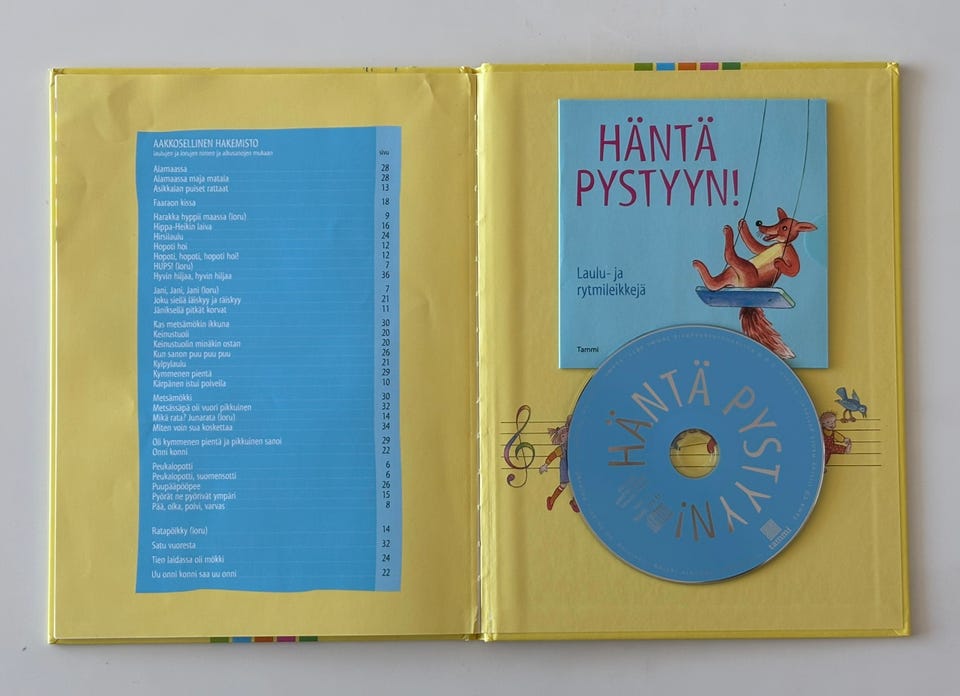 AAKKOSELLINEN HAKEMISTO
laulujen ja lorujen nimien ja alkusanojen mukaan
sivu
Alamaassa 28
Alamaassa maja matala 28
Asikkalan puiset rattaat 13
Faaraon kissa 18
Harakka hyppii maassa (loru) 9
Hippa-Heikin laiva 16
Hirsilaulu 24
Hopoti hoi 12
Hopoti, hopoti, hopoti hoi! 12
HUPS! (loru) 7
Hyvin hiljaa, hyvin hiljaa 36
Jani, Jani, Jani (loru) 7
Joku siellä läiskyy ja räiskyy 21
Jäniksellä pitkät korvat 11
Kas metsämökin ikkuna 30
Keinustuoli 20
Keinustuolin minäkin ostan 20
Kun sanon puu puu puu 26
Kylpylaulu 21
Kymmenen pientä 29
Kärpänen istui poivella 10
Metsämökki 30
Metsässäpä oli vuori pikkuinen 32
Mikä rata? Junarata (loru) 14
Miten voin sua koskettaa 34
Oli kymmenen pientä ja pikkuinen sanoi 29
Onni konni 22
Peukalopotti 6
Peukalopotti, suomensotti 6
Puupääpöopee 26
Pyörät ne pyörivät ympäri 15
Pää, olka, polvi, varvas 8
Ratapölkky (loru) 14
Satu vuoresta 32
Tien laidassa oli mökki 24
Uu onni konni saa uu onni 22
HÄNTÄ
PYSTYYN!
Laulu- ja
rytmileikkejä
Tammi
HÄNTÄ PYSTYYN!
tammi